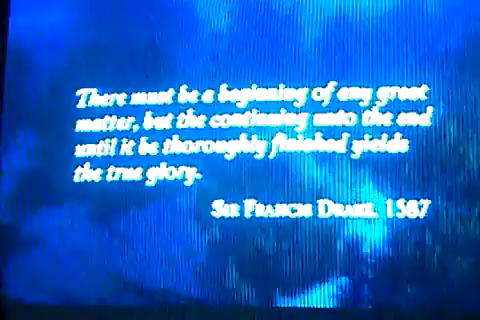 There must be a beginning of any great
matter, but the continuing unto the end
until it be thoroughly finished yields
the true glory.
Sir Francis Drake, 1587